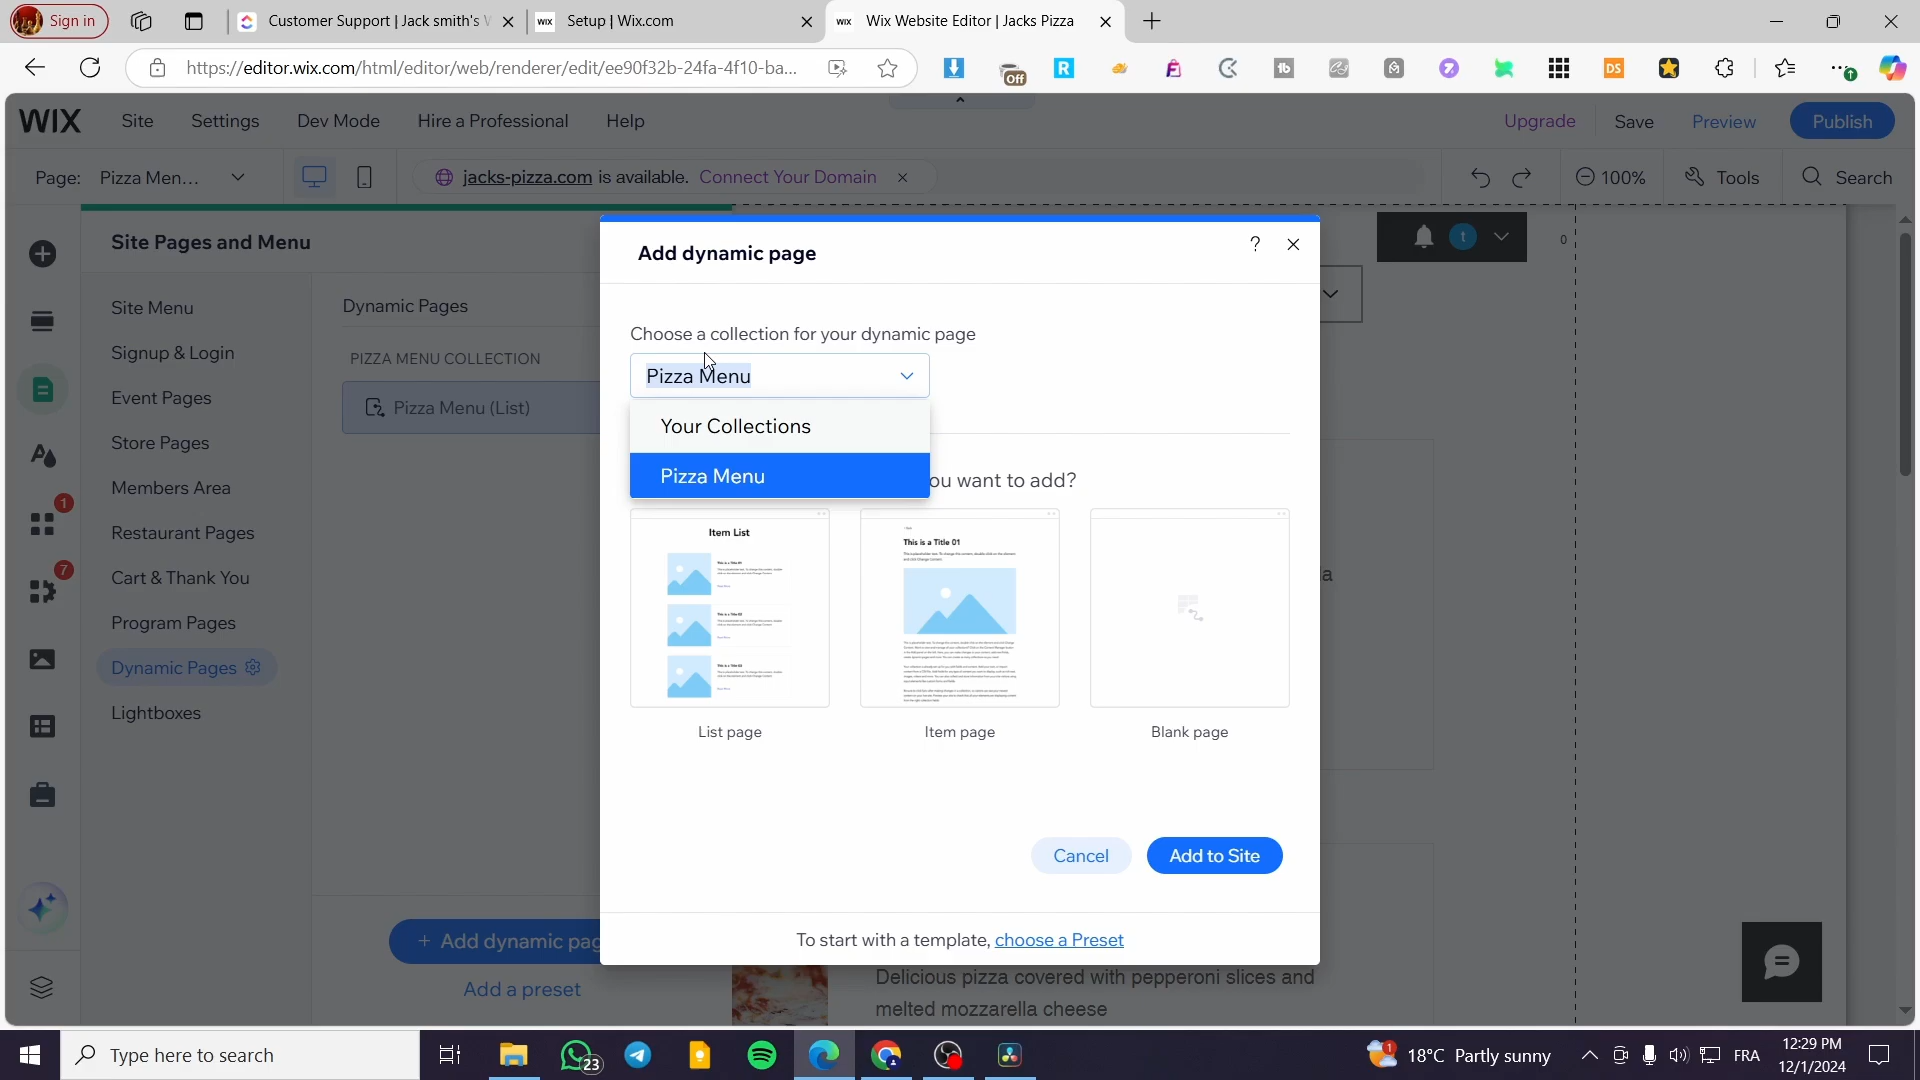 Sign in
Customer Support | Jack smith's W
Setup | Wix.com
Wix Website Editor | Jacks Pizza
https://editor.wix.com/html/editor/web/renderer/edit/ee90f32b-24fa-4f10-ba...
Off
WIX
Site
Settings
Dev Mode
Hire a Professional
Help
Upgrade
Save
Preview
Publish
Page: Pizza Men...
jacks-pizza.com is available. Connect Your Domain
100%
Tools
Search
Site Pages and Menu
Site Menu
Signup & Login
Event Pages
Store Pages
Members Area
Restaurant Pages
Cart & Thank You
Program Pages
Dynamic Pages
Lightboxes
1
7
Dynamic Pages
PIZZA MENU COLLECTION
Pizza Menu (List)
+ Add dynamic pag
Add a preset
t
0
Add dynamic page
?
Choose a collection for your dynamic page
Pizza Menu
Your Collections
Pizza Menu
ou want to add?
Item List
This is a Title 01
List page
Item page
Blank page
Cancel
Add to Site
To start with a template, choose a Preset
a
Delicious pizza covered with pepperoni slices and
melted mozzarella cheese
Type here to search
23
1
18°C Partly sunny
FRA
12:29 PM
12/1/2024